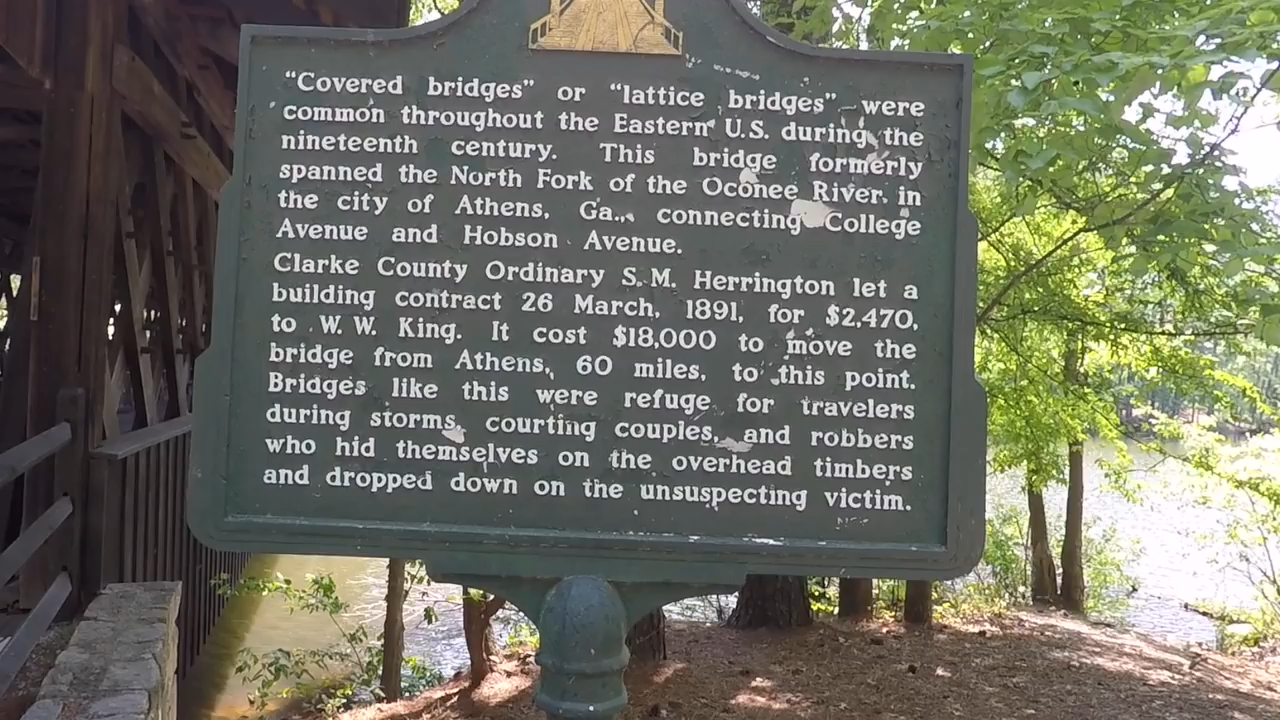 “Covered bridges” or “lattice bridges” were
common throughout the Eastern U.S. during the
nineteenth century. This bridge formerly
spanned the North Fork of the Oconee River, in
the city of Athens, Ga., connecting College
Avenue and Hobson Avenue.
Clarke County Ordinary S. M. Herrington let a
building contract 26 March, 1891, for $2,470,
to W. W. King. It cost $18,000 to move the
bridge from Athens, 60 miles, to this point.
Bridges like this were refuge for travelers
during storms, courting couples, and robbers
who hid themselves on the overhead timbers
and dropped down on the unsuspecting victim.